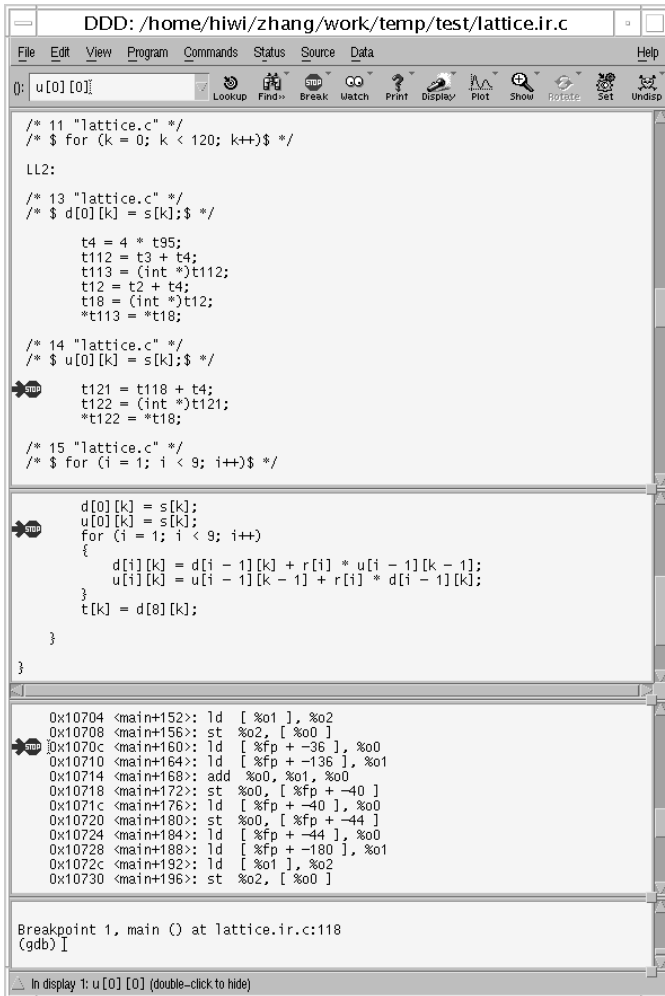 DDD: /home/hiwi/zhang/work/temp/test/lattice.ir.c
File Edit View Program Commands Status Source Data Help
(): u[0][0] Lookup Find» Break Watch Print Display Plot Show Rotate Set Undisp
/* 11 "lattice.c" */
/* $ for (k = 0; k < 120; k++)$ */
LL2:
/* 13 "lattice.c" */
/* $ d[0][k] = s[k];$ */
t4 = 4 * t95;
t112 = t3 + t4;
t113 = (int *)t112;
t12 = t2 + t4;
t18 = (int *)t12;
*t113 = *t18;
/* 14 "lattice.c" */
/* $ u[0][k] = s[k];$ */
STOP t121 = t118 + t4;
t122 = (int *)t121;
*t122 = *t18;
/* 15 "lattice.c" */
/* $ for (i = 1; i < 9; i++)$ */
d[0][k] = s[k];
STOP u[0][k] = s[k];
for (i = 1; i < 9; i++)
{
d[i][k] = d[i - 1][k] + r[i] * u[i - 1][k - 1];
u[i][k] = u[i - 1][k - 1] + r[i] * d[i - 1][k];
}
t[k] = d[8][k];
}
}
0x10704 <main+152>: ld [ %o1 ], %o2
0x10708 <main+156>: st %o2, [ %o0 ]
STOP 0x1070c <main+160>: ld [ %fp + -36 ], %o0
0x10710 <main+164>: ld [ %fp + -136 ], %o1
0x10714 <main+168>: add %o0, %o1, %o0
0x10718 <main+172>: st %o0, [ %fp + -40 ]
0x1071c <main+176>: ld [ %fp + -40 ], %o0
0x10720 <main+180>: st %o0, [ %fp + -44 ]
0x10724 <main+184>: ld [ %fp + -44 ], %o0
0x10728 <main+188>: ld [ %fp + -180 ], %o1
0x1072c <main+192>: ld [ %o1 ], %o2
0x10730 <main+196>: st %o2, [ %o0 ]
Breakpoint 1, main () at lattice.ir.c:118
(gdb)
In display 1: u[0][0] (double-click to hide)